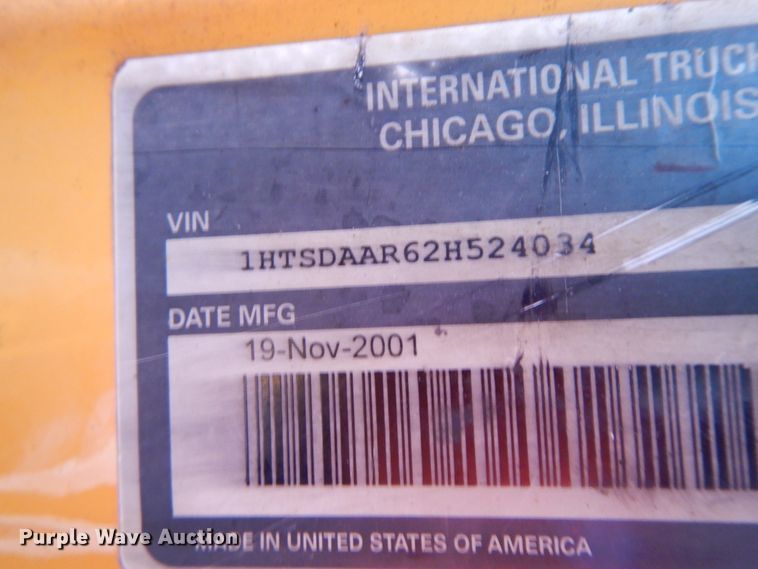 INTERNATIONAL TRUCK
CHICAGO, ILLINOIS
VIN
1HTSDAAR62H524034
DATE MFG
19-Nov-2001
MADE IN UNITED STATES OF AMERICA
Purple Wave Auction